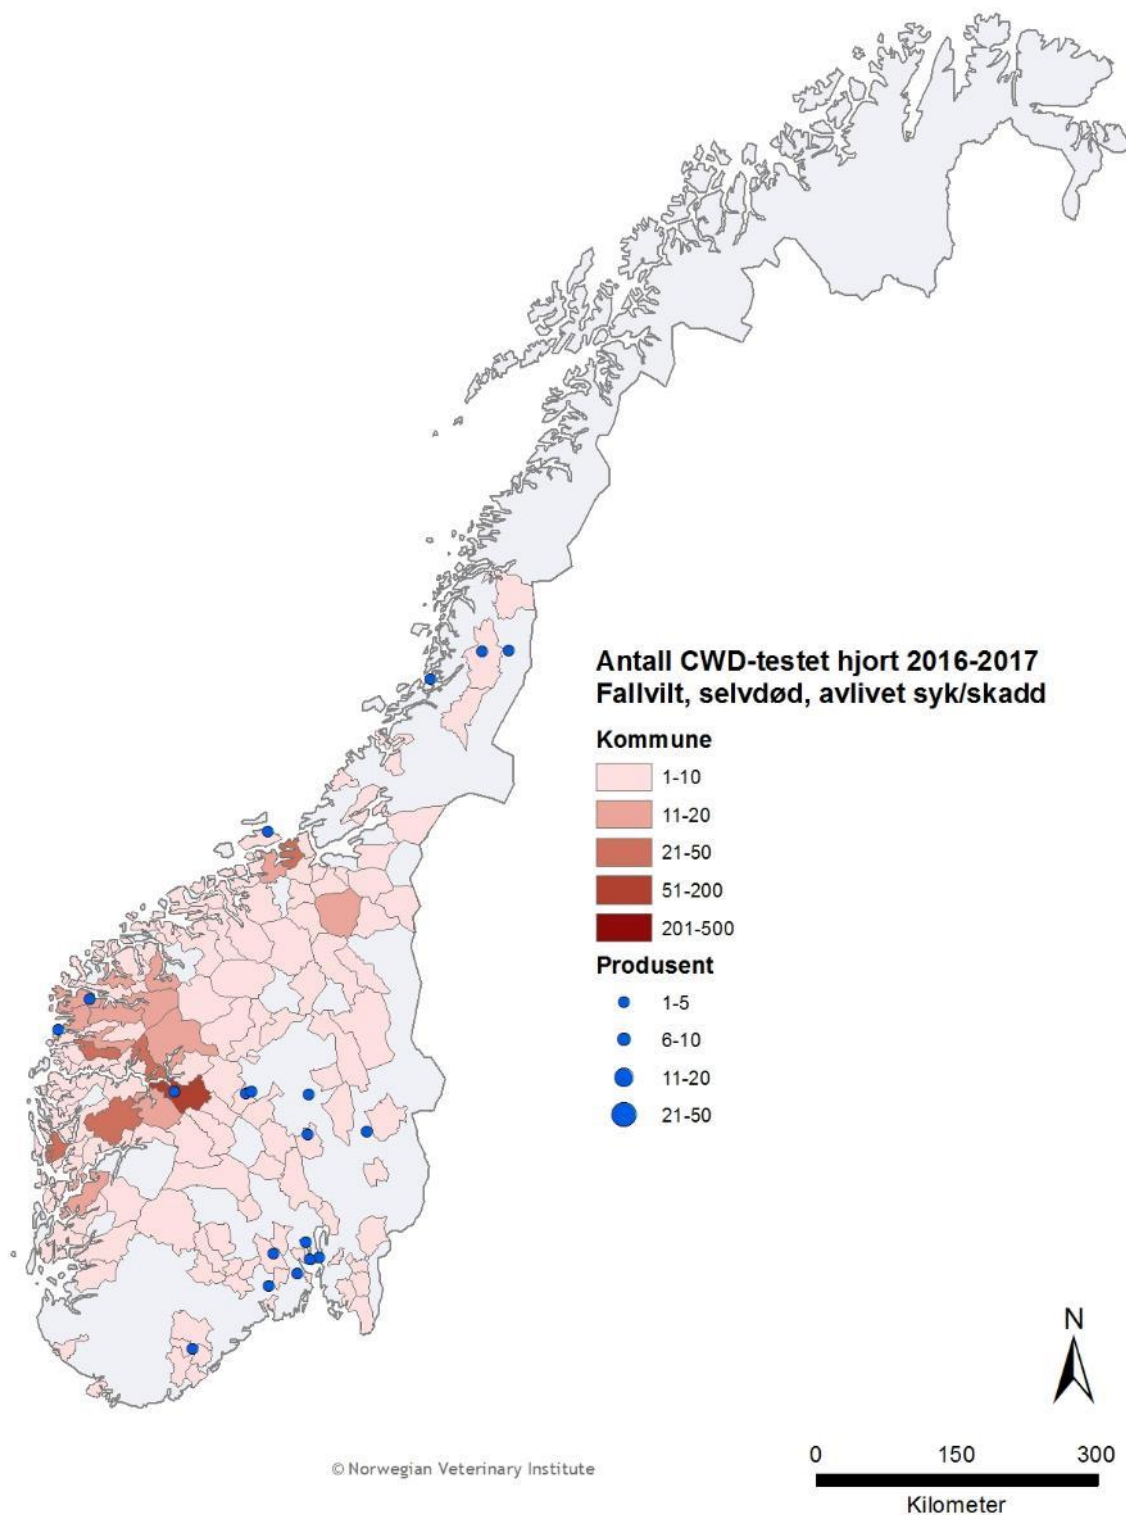 Antall CWD-testet hjort 2016-2017
Fallvilt, selvdød, avlivet syk/skadd
Kommune
1-10
11-20
21-50
51-200
201-500
Produsent
1-5
6-10
11-20
21-50
N
© Norwegian Veterinary Institute
0 150 300
Kilometer